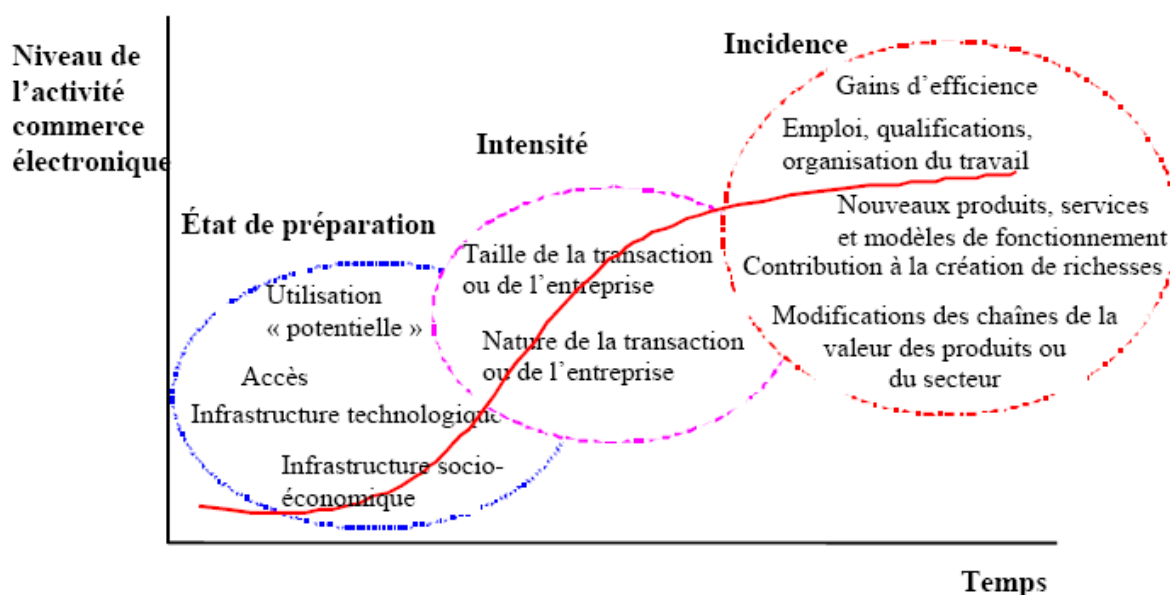 Niveau de
l'activité
commerce
électronique
État de préparation
Utilisation
« potentielle »
Accès
Infrastructure technologique
Infrastructure socio-
économique
Intensité
Taille de la transaction
ou de l'entreprise
Nature de la transaction
ou de l'entreprise
Incidence
Gains d'efficience
Emploi, qualifications,
organisation du travail
Nouveaux produits, services
et modèles de fonctionnement
Contribution à la création de richesses
Modifications des chaînes de la
valeur des produits ou
du secteur
Temps